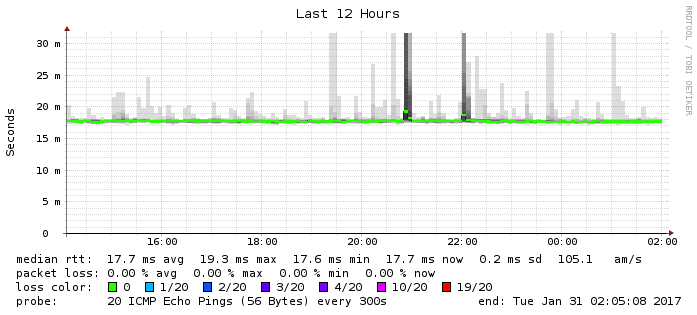 Last 12 Hours
RRDTOOL / TOBI OETIKER
Seconds
30 m
25 m
20 m
15 m
10 m
5 m
0
16:00 18:00 20:00 22:00 00:00 02:00
median rtt: 17.7 ms avg 19.3 ms max 17.6 ms min 17.7 ms now 0.2 ms sd 105.1 am/s
packet loss: 0.00 % avg 0.00 % max 0.00 % min 0.00 % now
loss color: 0 1/20 2/20 3/20 4/20 10/20 19/20
probe: 20 ICMP Echo Pings (56 Bytes) every 300s end: Tue Jan 31 02:05:08 2017